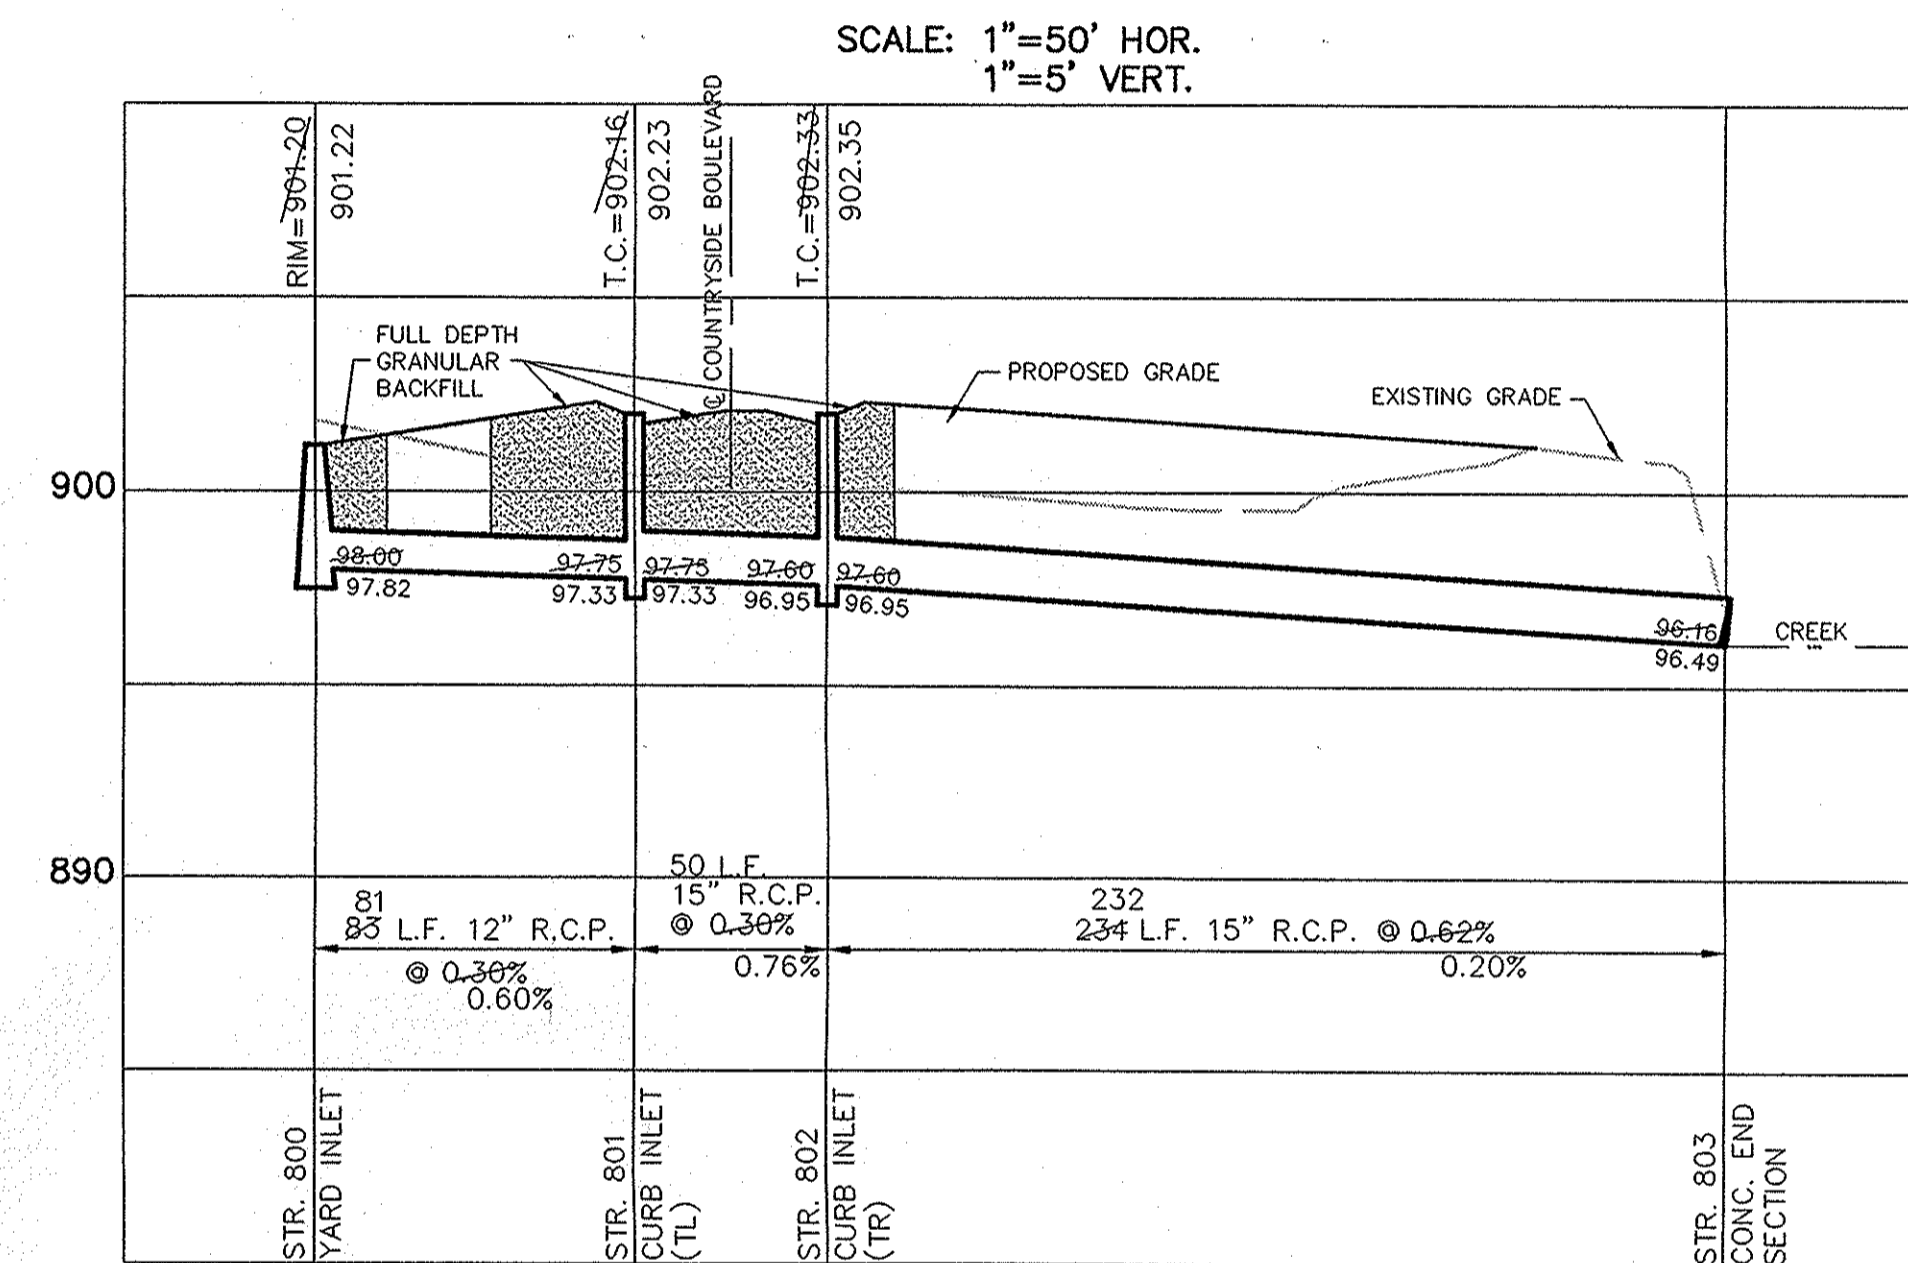 SCALE: 1"=50' HOR.
1"=5' VERT.
RIM=901.20
901.22
T.C.=902.16
902.23
℄ COUNTRYSIDE BOULEVARD
T.C.=902.33
902.35
FULL DEPTH
GRANULAR
BACKFILL
PROPOSED GRADE
EXISTING GRADE
900
98.00
97.82
97.75
97.33
97.75
97.33
97.60
96.95
97.60
96.95
96.16
96.49
CREEK
890
81
83 L.F. 12" R.C.P.
@ 0.30%
0.60%
50 L.F.
15" R.C.P.
@ 0.30%
0.76%
232
234 L.F. 15" R.C.P. @ 0.62%
0.20%
STR. 800
YARD INLET
STR. 801
CURB INLET
(TL)
STR. 802
CURB INLET
(TR)
STR. 803
CONC. END
SECTION